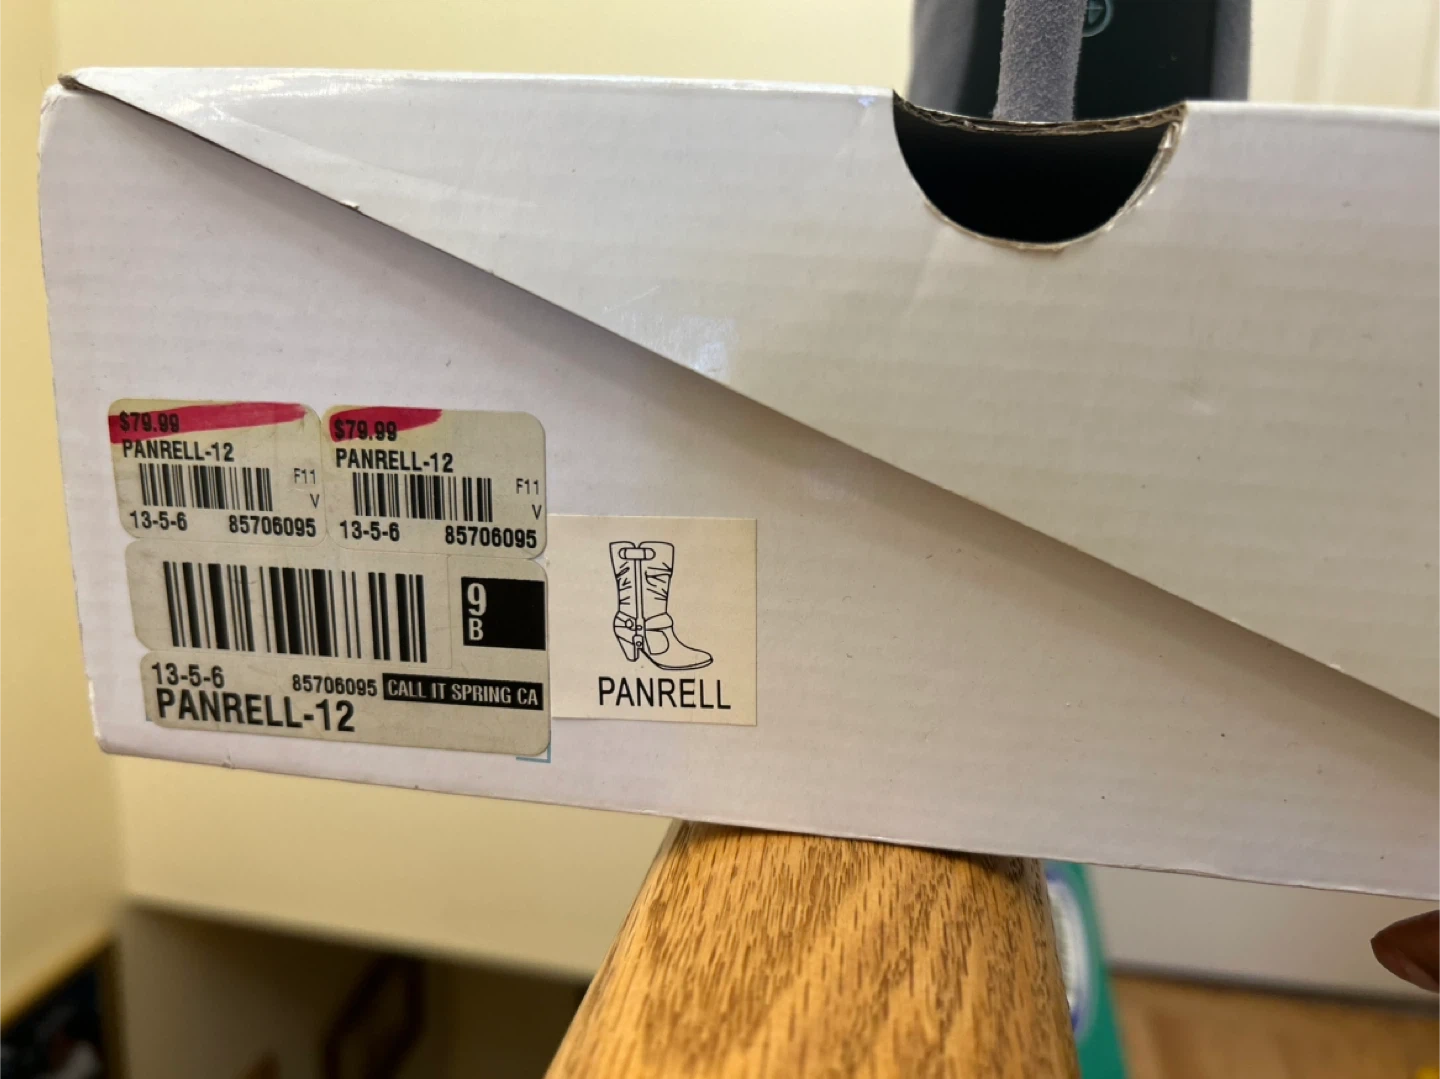 $79.99
PANRELL-12
F11
V
13-5-6 85706095
$79.99
PANRELL-12
F11
V
13-5-6 85706095
9
B
13-5-6 85706095 CALL IT SPRING CA
PANRELL-12
PANRELL